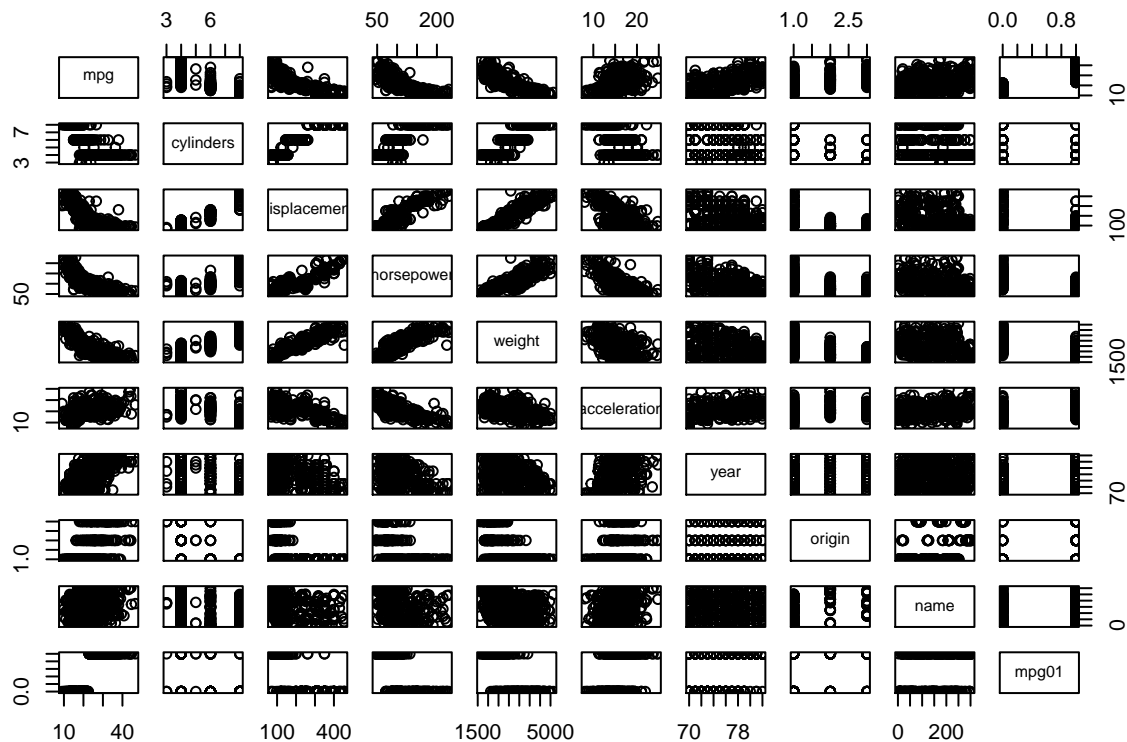 3 6 50 200 10 20 1.0 2.5 0.0 0.8
mpg 10
3 7 cylinders
isplacemen 100
50 horsepower
weight 1500
10 acceleration
year 70
1.0 origin
name 0
0.0 mpg01
10 40 100 400 1500 5000 70 78 0 200